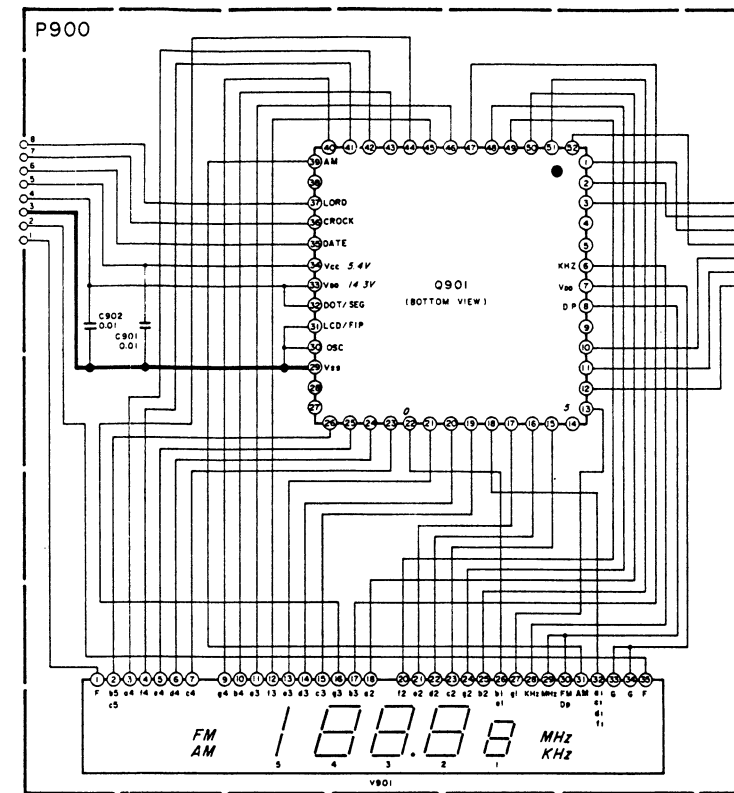 P900
40 41 42 43 44 45 46 47 48 49 50 51 52
8
7
6
5
4
3
2
1
39 AM
38
37 LORD
36 CROCK
35 DATE
34 Vcc 5.4V
33 VDD 14.3V
32 DOT/SEG
31 LCD/FIP
30 OSC
29 Vss
28
27
C902
0.01
C901
0.01
Q901
(BOTTOM VIEW)
1
2
3
4
5
KHZ 6
VDD 7
DP 8
9
10
11
12
13
0
5
26 25 24 23 22 21 20 19 18 17 16 15 14
1 2 3 4 5 6 7 9 10 11 12 13 14 15 16 17 18 20 21 22 23 24 25 26 27 28 29 30 31 32 33 34 35
F b5 a4 f4 e4 d4 c4 g4 b4 e3 f3 a3 d3 c3 g3 b3 a2 f2 e2 d2 c2 g2 b2 b1 g1 KHz MHz FM AM G G F
c5 Dp
d1
f1
FM
AM
MHz
KHz
188.88
5 4 3 2 1
V901